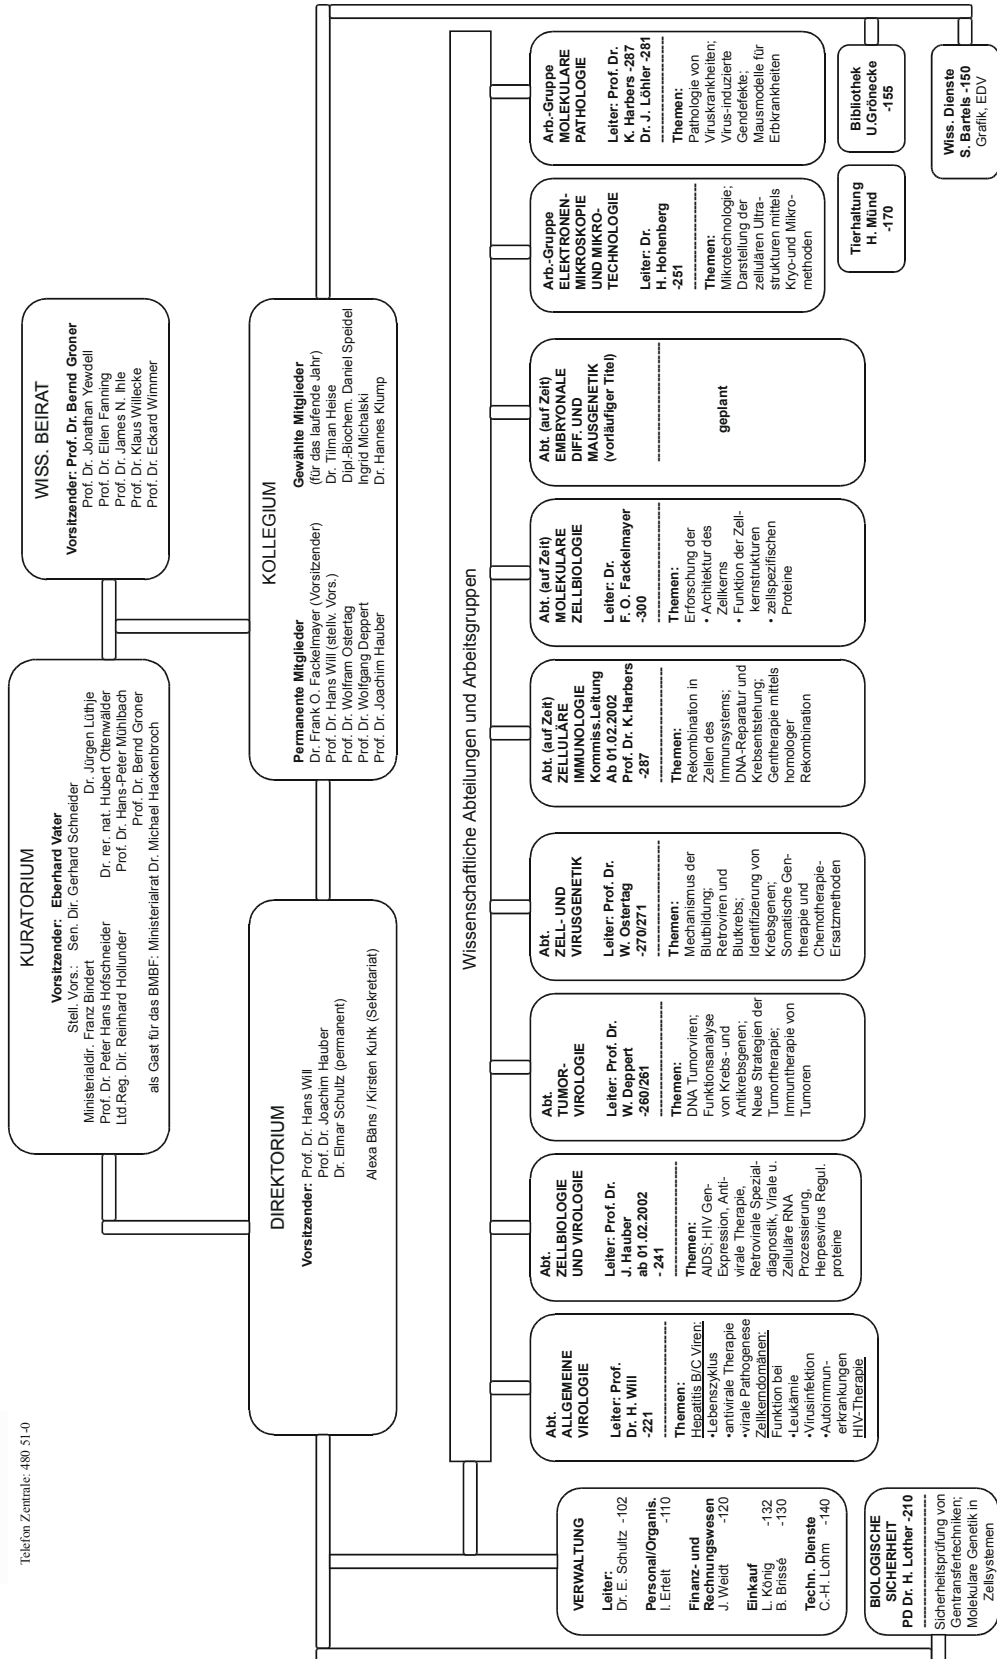 Telefon Zentrale: 480 51-0
KURATORIUM
Vorsitzender: Eberhard Vater
Stell. Vors.: Sen. Dir. Gerhard Schneider
Ministerialdir. Franz Bindert Dr. Jürgen Lüthje
Prof. Dr. Peter Hans Hofschneider Dr. rer. nat. Hubert Ottenwälder
Ltd.Reg. Dir. Reinhard Hollunder Prof. Dr. Hans-Peter Mühlbach
Prof. Dr. Bernd Groner
als Gast für das BMBF: Ministerialrat Dr. Michael Hackenbroch
WISS. BEIRAT
Vorsitzender: Prof. Dr. Bernd Groner
Prof. Dr. Jonathan Yewdell
Prof. Dr. Ellen Fanning
Prof. Dr. James N. Ihle
Prof. Dr. Klaus Willecke
Prof. Dr. Eckard Wimmer
DIREKTORIUM
Vorsitzender: Prof. Dr. Hans Will
Prof. Dr. Joachim Hauber
Dr. Elmar Schultz (permanent)
Alexa Bäns / Kirsten Kuhk (Sekretariat)
KOLLEGIUM
Permanente Mitglieder
Dr. Frank O. Fackelmayer (Vorsitzender)
Prof. Dr. Hans Will (stellv. Vors.)
Prof. Dr. Wolfram Ostertag
Prof. Dr. Wolfgang Deppert
Prof. Dr. Joachim Hauber
Gewählte Mitglieder
(für das laufende Jahr)
Dr. Tilman Heise
Dipl.-Biochem. Daniel Speidel
Ingrid Michalski
Dr. Hannes Klump
Wissenschaftliche Abteilungen und Arbeitsgruppen
VERWALTUNG
Leiter:
Dr. E. Schultz -102
Personal/Organis.
I. Ertelt -110
Finanz- und
Rechnungswesen
J. Weidt -120
Einkauf
L. König -132
B. Brissé -130
Techn. Dienste
C.-H. Lohm -140
BIOLOGISCHE
SICHERHEIT
PD Dr. H. Lother -210
Sicherheitsprüfung von
Gentransfertechniken;
Molekulare Genetik in
Zellsystemen
Abt.
ALLGEMEINE
VIROLOGIE
Leiter: Prof.
Dr. H. Will
-221
Themen:
Hepatitis B/C Viren:
•Lebenszyklus
•antivirale Therapie
•virale Pathogenese
Zellkerndomänen:
Funktion bei
•Leukämie
•Virusinfektion
•Autoimmun-
erkrankungen
HIV-Therapie
Abt.
ZELLBIOLOGIE
UND VIROLOGIE
Leiter: Prof. Dr.
J. Hauber
ab 01.02.2002
- 241
Themen:
AIDS; HIV Gen-
Expression, Anti-
virale Therapie,
Retrovirale Spezial-
diagnostik, Virale u.
Zelluläre RNA
Prozessierung,
Herpesvirus Regul.
proteine
Abt.
TUMOR-
VIROLOGIE
Leiter: Prof. Dr.
W. Deppert
-260/261
Themen:
DNA Tumorviren;
Funktionsanalyse
von Krebs- und
Antikrebsgenen;
Neue Strategien der
Tumortherapie;
Immuntherapie von
Tumoren
Abt.
ZELL- UND
VIRUSGENETIK
Leiter: Prof. Dr.
W. Ostertag
-270/271
Themen:
Mechanismus der
Blutbildung;
Retroviren und
Blutkrebs;
Identifizierung von
Krebsgenen;
Somatische Gen-
therapie und
Chemotherapie-
Ersatzmethoden
Abt. (auf Zeit)
ZELLULÄRE
IMMUNOLOGIE
Kommiss.Leitung
Ab 01.02.2002
Prof. Dr. K.Harbers
-287
Themen:
Rekombination in
Zellen des
Immunsystems;
DNA-Reparatur und
Krebsentstehung;
Gentherapie mittels
homologer
Rekombination
Abt. (auf Zeit)
MOLEKULARE
ZELLBIOLOGIE
Leiter: Dr.
F. O. Fackelmayer
-300
Themen:
Erforschung der
• Architektur des
Zellkerns
• Funktion der Zell-
kernstrukturen
• zellspezifischen
Proteine
Abt. (auf Zeit)
EMBRYONALE
DIFF. UND
MAUSGENETIK
(vorläufiger Titel)
geplant
Arb.-Gruppe
ELEKTRONEN-
MIKROSKOPIE
UND MIKRO-
TECHNOLOGIE
Leiter: Dr.
H. Hohenberg
-251
Themen:
Mikrotechnologie;
Darstellung der
zellulären Ultra-
strukturen mittels
Kryo-und Mikro-
methoden
Arb.-Gruppe
MOLEKULARE
PATHOLOGIE
Leiter: Prof. Dr.
K. Harbers -287
Dr. J. Löhler -281
Themen:
Pathologie von
Viruskrankheiten;
Virus-induzierte
Gendefekte;
Mausmodelle für
Erbkrankheiten
Tierhaltung
H. Münd
-170
Bibliothek
U.Grönecke
-155
Wiss. Dienste
S. Bartels -150
Grafik, EDV